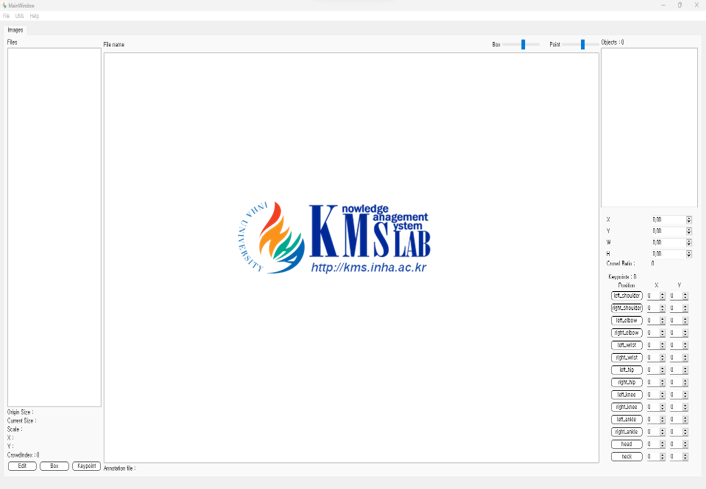 MainWindow
File Utils Help
Images
Files
File name
Box
Point
Objects : 0
INHA UNIVERSITY
Knowledge
Management
System
LAB
http://kms.inha.ac.kr
X 0,00
Y 0,00
W 0,00
H 0,00
Crowd Ratio : 0
Keypoints : 0
Position X Y
left_shoulder 0 0
right_shoulder 0 0
left_elbow 0 0
right_elbow 0 0
left_wrist 0 0
right_wrist 0 0
left_hip 0 0
right_hip 0 0
left_knee 0 0
right_knee 0 0
left_ankle 0 0
right_ankle 0 0
head 0 0
neck 0 0
Origin Size :
Current Size :
Scale :
X :
Y :
CrowdIndex : 0
Edit Box Keypoint
Annotation file :